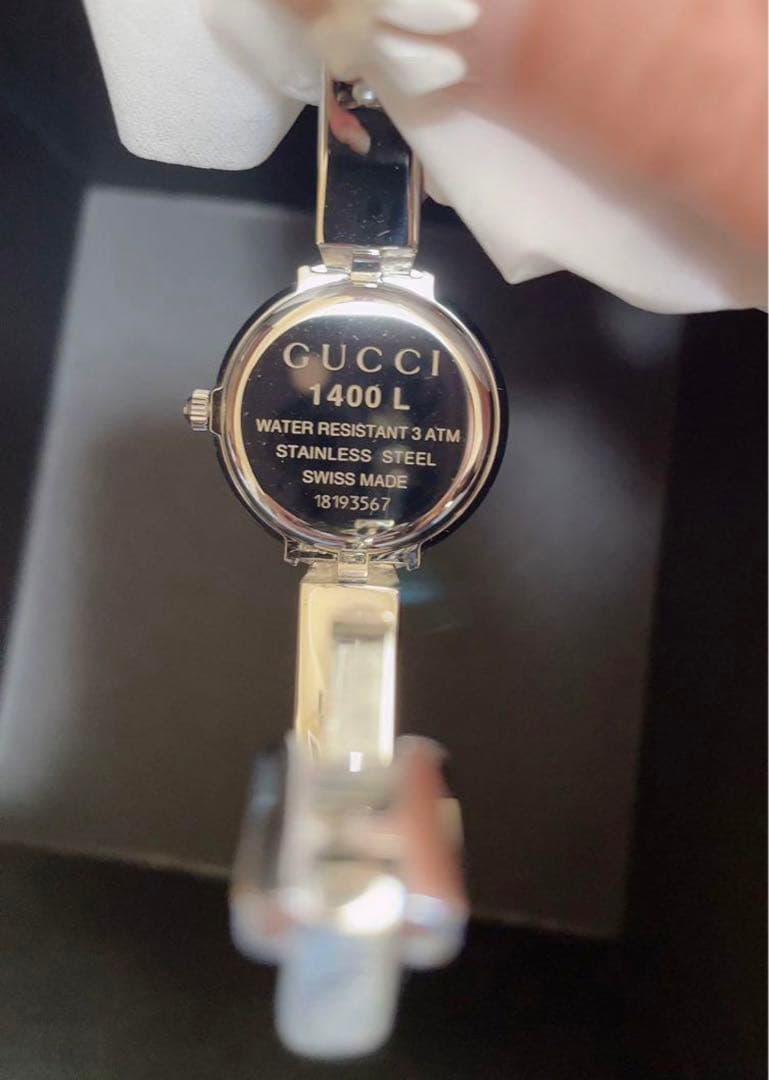 GUCCI
1400 L
WATER RESISTANT 3 ATM
STAINLESS STEEL
SWISS MADE
18193567